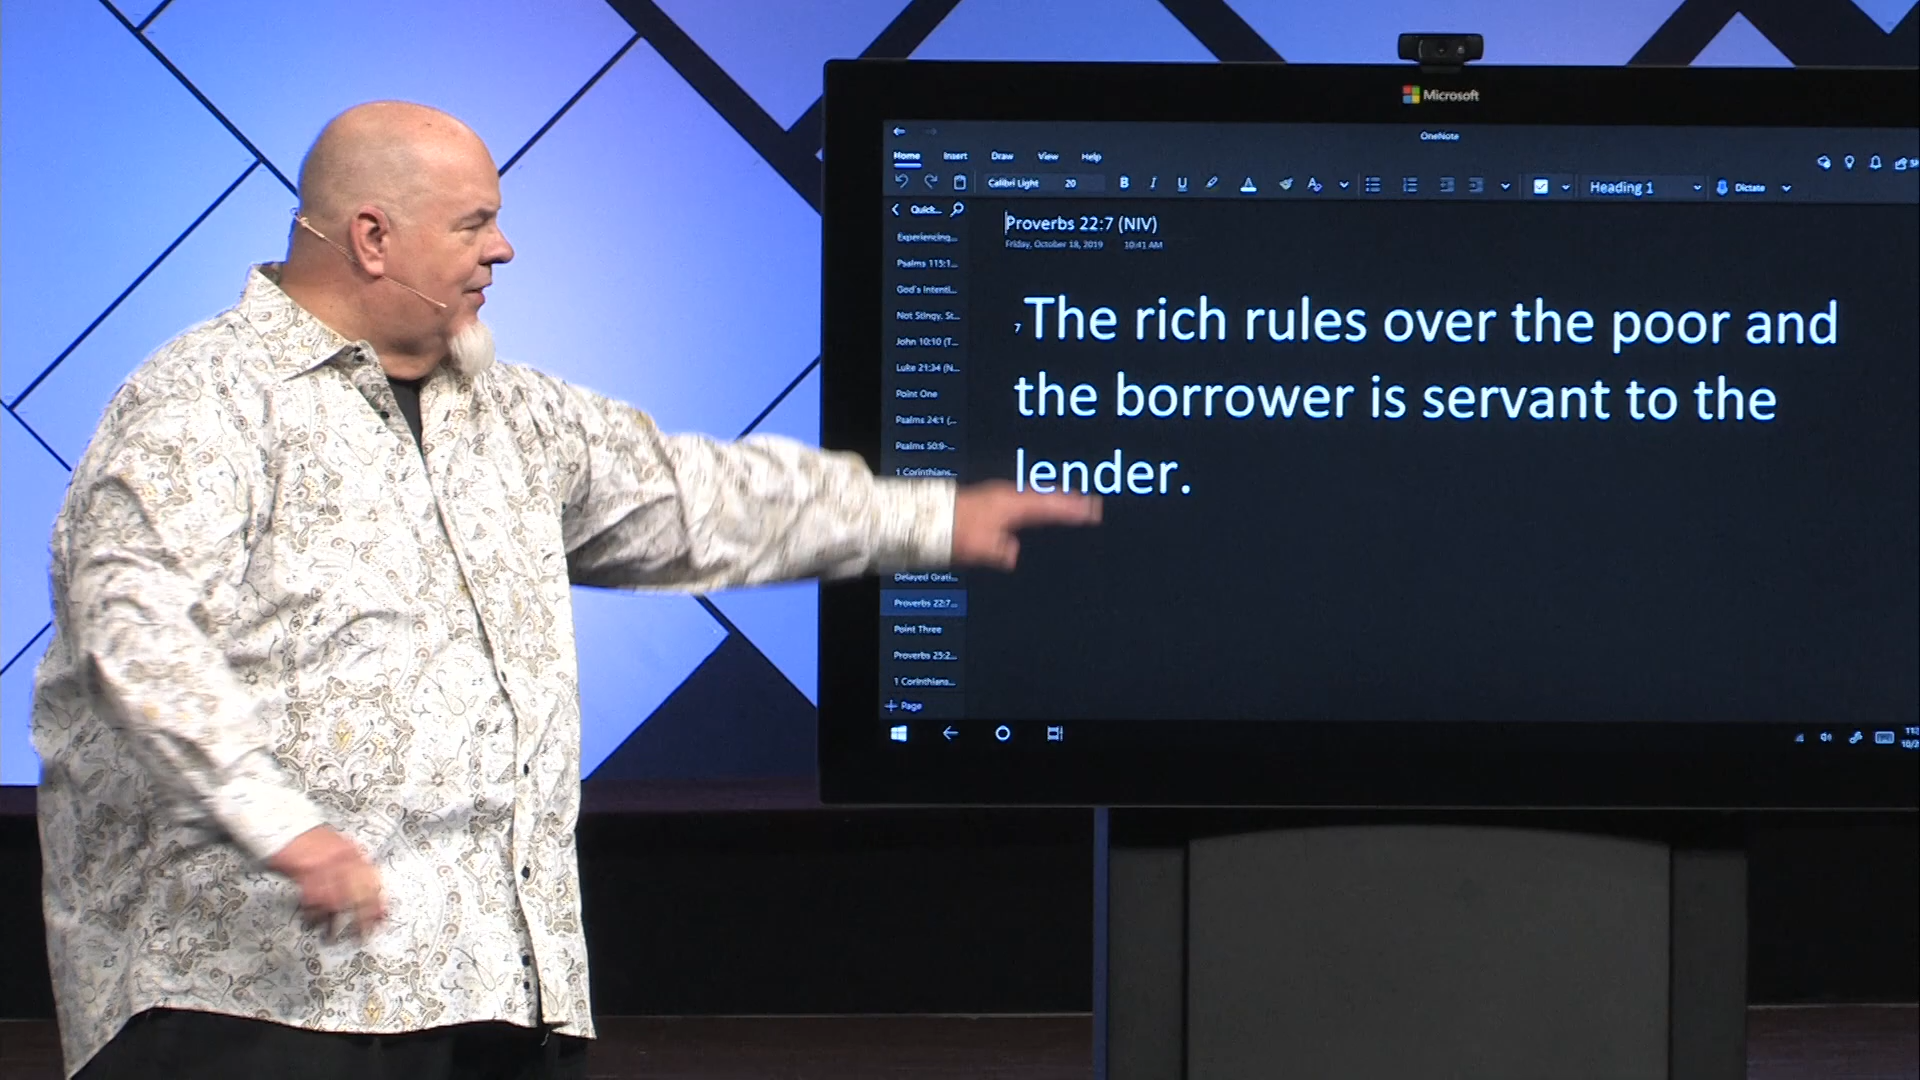 Microsoft
OneNote
Home Insert Draw View Help
Calibri Light 20 B I U A A Heading 1 Dictate
Quick...
Experiencing...
Psalms 115:1...
God's Intenti...
Not Stingy, St...
John 10:10 (T...
Luke 21:34 (N...
Point One
Psalms 24:1 (...
Psalms 50:9-...
1 Corinthians...
Delayed Grati...
Proverbs 22:7...
Point Three
Proverbs 25:2...
1 Corinthians...
+ Page
Proverbs 22:7 (NIV)
Friday, October 18, 2019 10:41 AM
7 The rich rules over the poor and
the borrower is servant to the
lender.